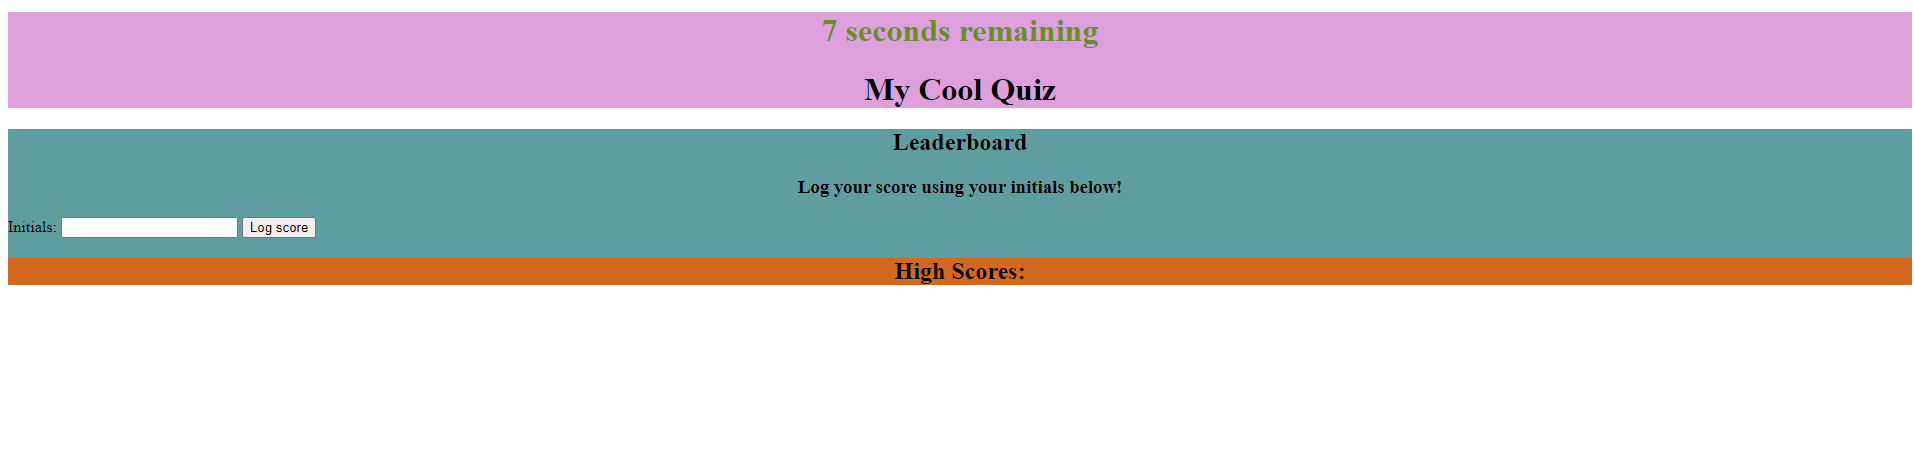 7 seconds remaining
My Cool Quiz
Leaderboard
Log your score using your initials below!
Initials: Log score
High Scores: